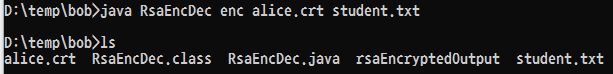 D:\temp\bob>java RsaEncDec enc alice.crt student.txt
D:\temp\bob>ls
alice.crt  RsaEncDec.class  RsaEncDec.java  rsaEncryptedOutput  student.txt